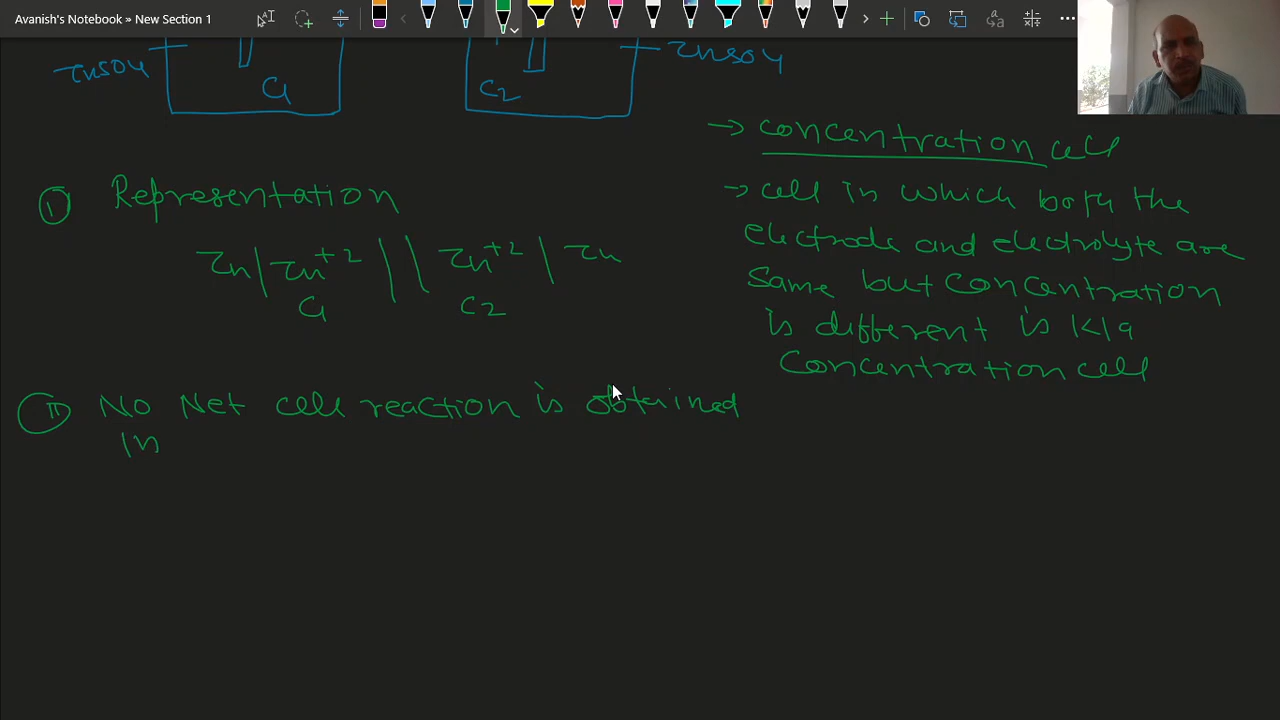 Avanish's Notebook » New Section 1
ZnSO4
C1
C2
ZnSO4
→ concentration cell
→ cell in which both the
electrode and electrolyte are
same but concentration
is different is K/a
concentration cell
I Representation
Zn | Zn+2 || Zn+2 | Zn
C1 C2
II No Net cell reaction is obtained
In